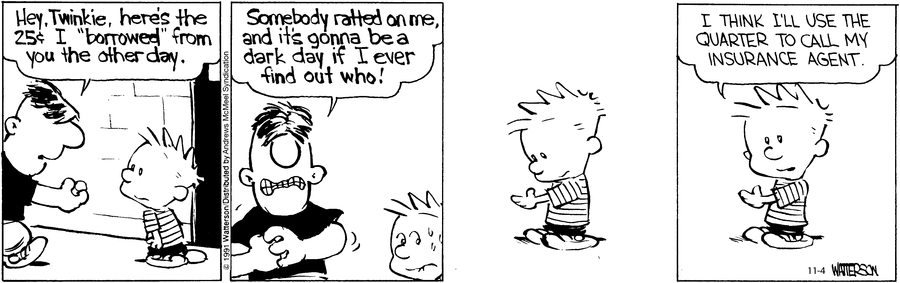 Hey, Twinkie, here's the
25¢ I "borrowed" from
you the other day.
© 1991 Watterson/Distributed by Andrews McMeel Syndication
Somebody ratted on me,
and it's gonna be a
dark day if I ever
find out who!
I THINK I'LL USE THE
QUARTER TO CALL MY
INSURANCE AGENT.
11-4 WATTERSON